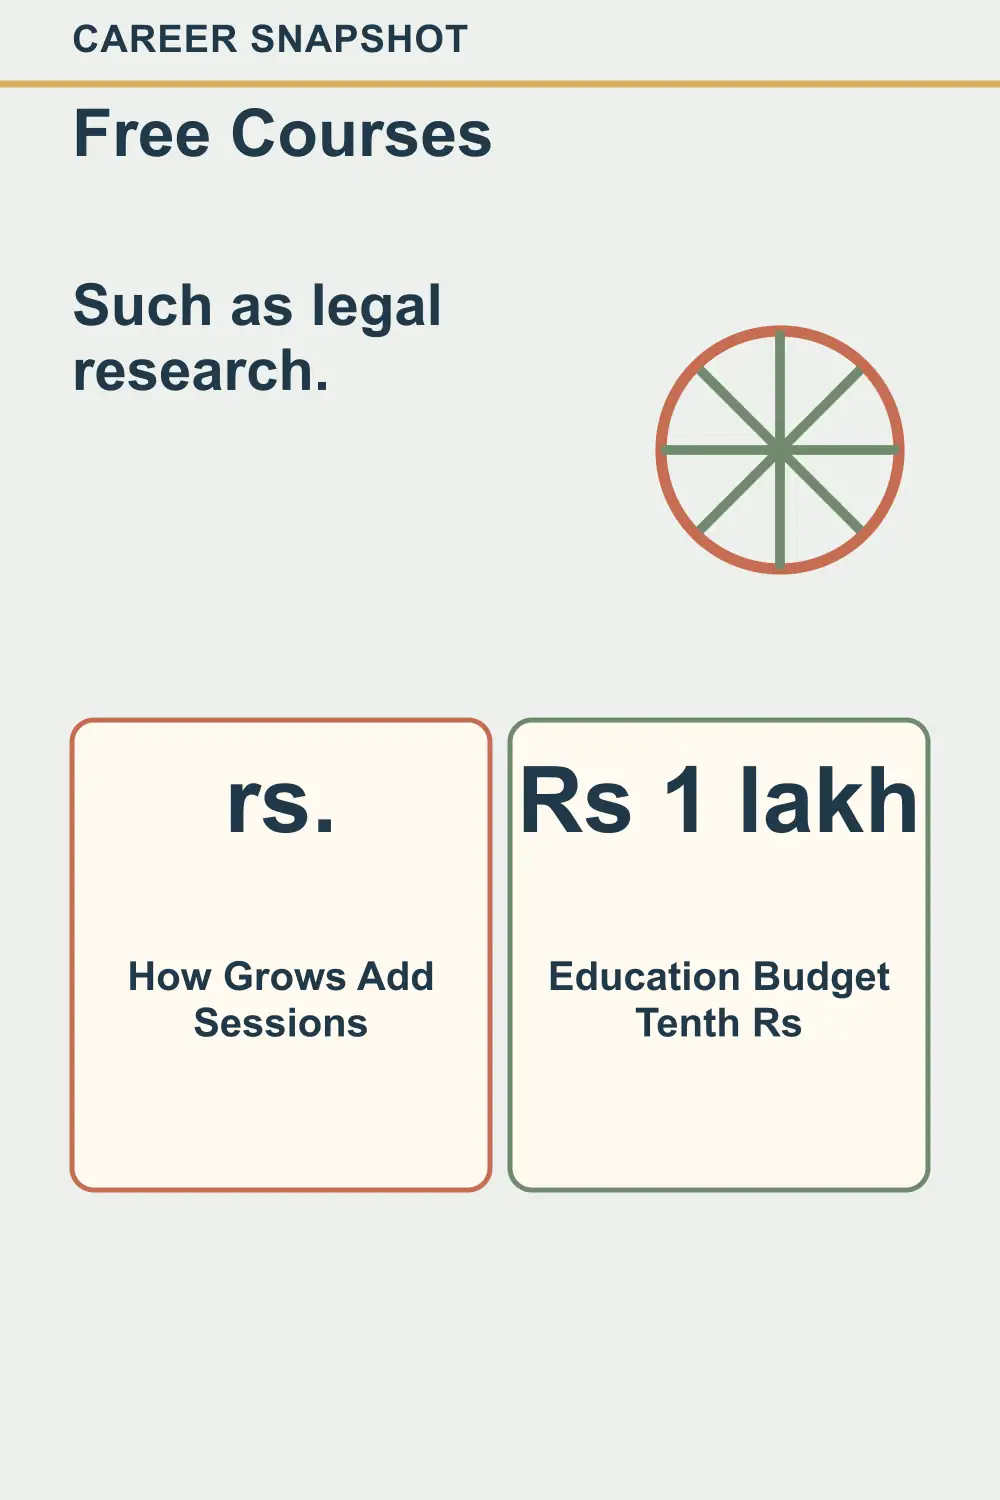 CAREER SNAPSHOT
Free Courses
Such as legal
research.
rs.
How Grows Add
Sessions
Rs 1 lakh
Education Budget
Tenth Rs